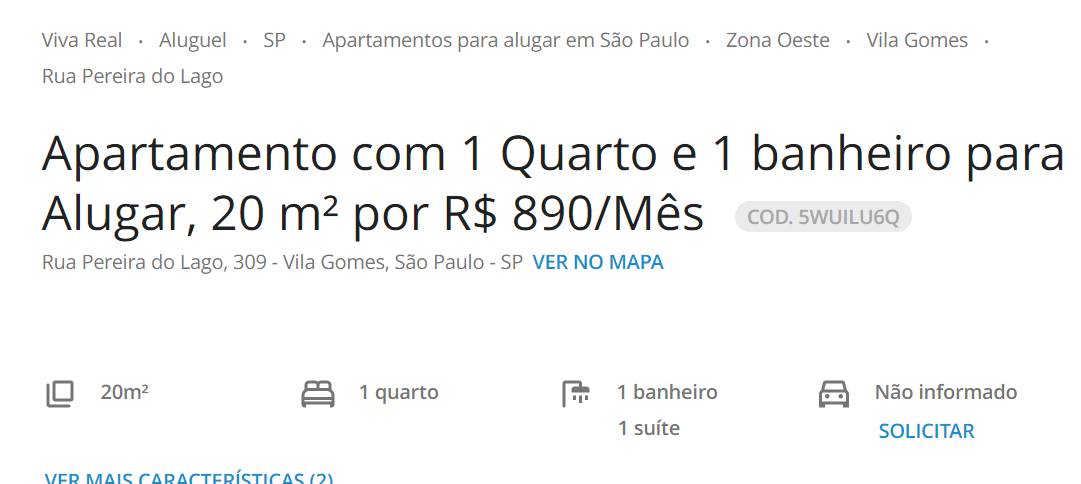 Viva Real · Aluguel · SP · Apartamentos para alugar em São Paulo · Zona Oeste · Vila Gomes ·
Rua Pereira do Lago
Apartamento com 1 Quarto e 1 banheiro para
Alugar, 20 m² por R$ 890/Mês COD. 5WUILU6Q
Rua Pereira do Lago, 309 - Vila Gomes, São Paulo - SP VER NO MAPA
20m² 1 quarto 1 banheiro Não informado
1 suíte SOLICITAR
VER MAIS CARACTERÍSTICAS (2)